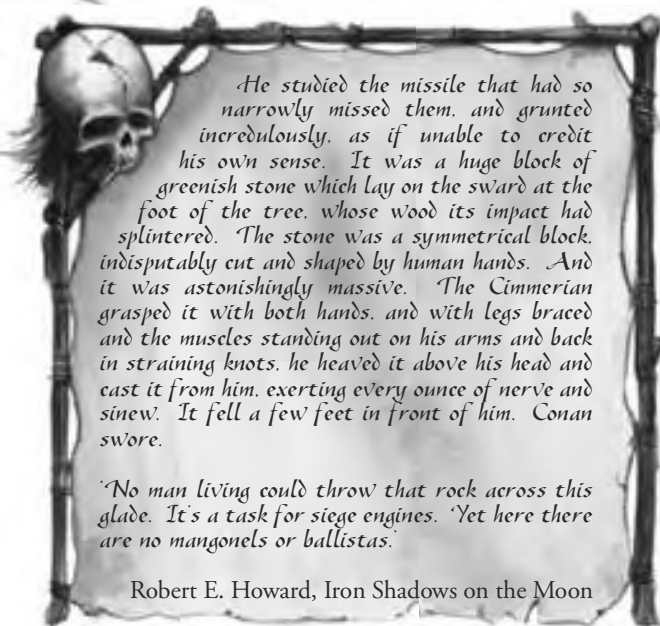 He studied the missile that had so
narrowly missed them, and grunted
incredulously, as if unable to credit
his own sense. It was a huge block of
greenish stone which lay on the sward at the
foot of the tree, whose wood its impact had
splintered. The stone was a symmetrical block,
indisputably cut and shaped by human hands. And
it was astonishingly massive. The Cimmerian
grasped it with both hands, and with legs braced
and the muscles standing out on his arms and back
in straining knots, he heaved it above his head and
cast it from him, exerting every ounce of nerve and
sinew. It fell a few feet in front of him. Conan
swore.
'No man living could throw that rock across this
glade. It's a task for siege engines. Yet here there
are no mangonels or ballistas.'
Robert E. Howard, Iron Shadows on the Moon